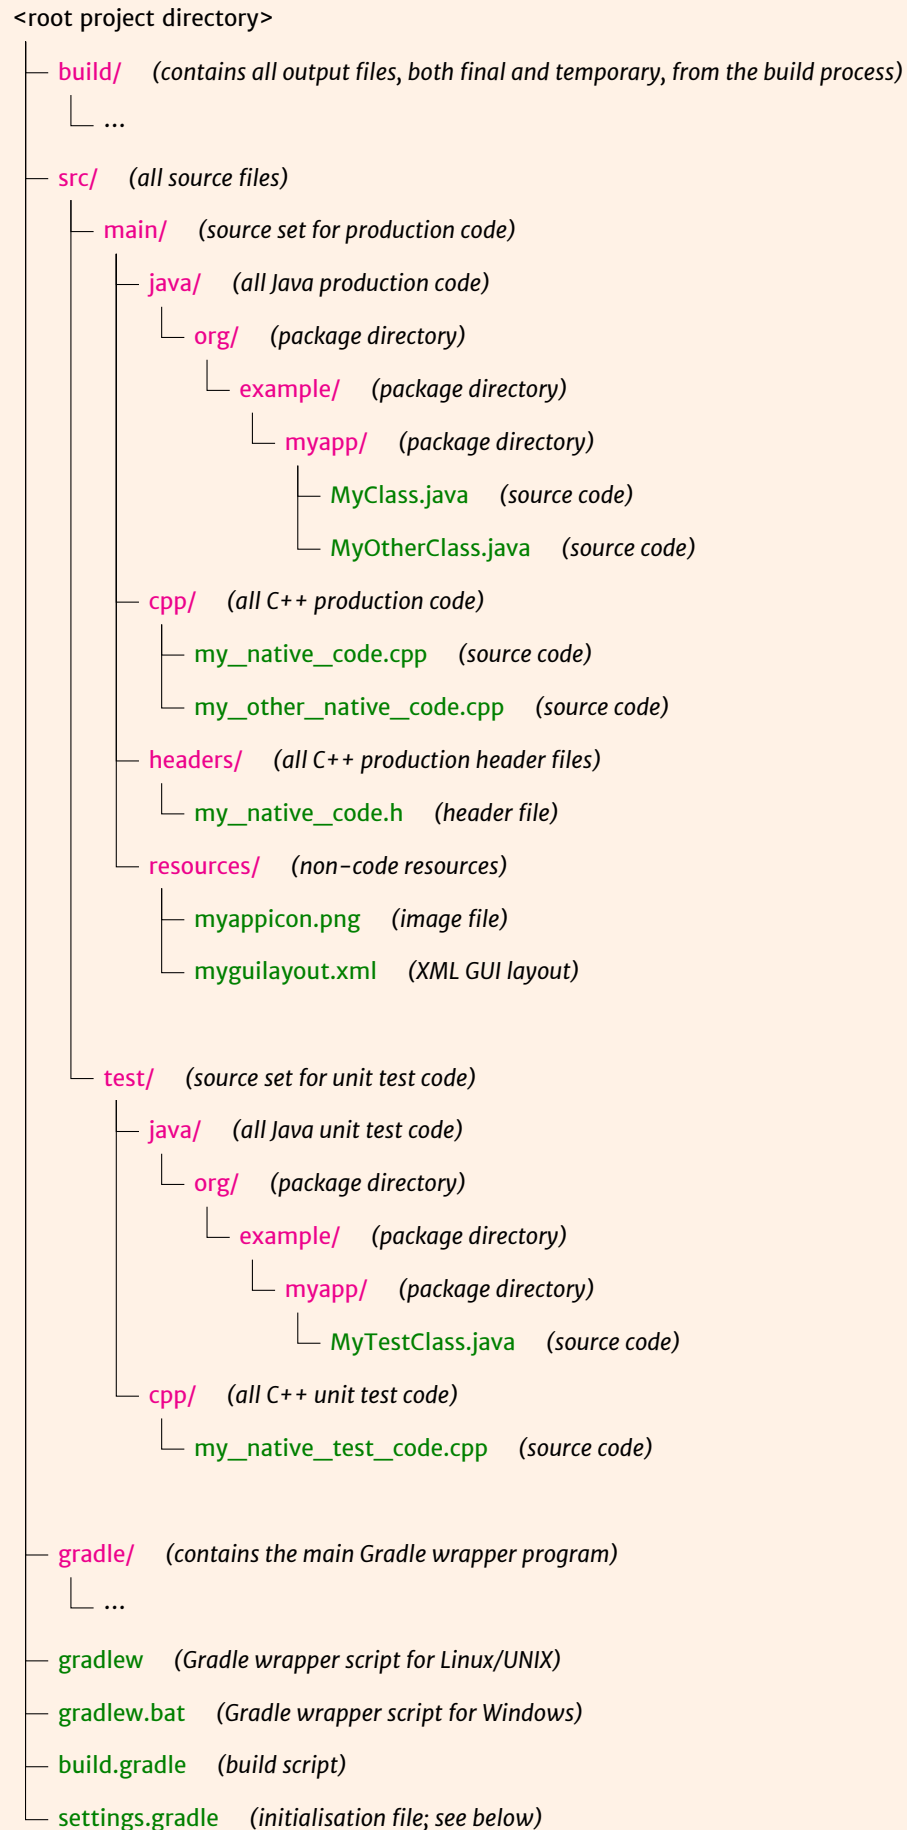 <root project directory>
build/ (contains all output files, both final and temporary, from the build process)
...
src/ (all source files)
main/ (source set for production code)
java/ (all Java production code)
org/ (package directory)
example/ (package directory)
myapp/ (package directory)
MyClass.java (source code)
MyOtherClass.java (source code)
cpp/ (all C++ production code)
my_native_code.cpp (source code)
my_other_native_code.cpp (source code)
headers/ (all C++ production header files)
my_native_code.h (header file)
resources/ (non-code resources)
myappicon.png (image file)
myguilayout.xml (XML GUI layout)
test/ (source set for unit test code)
java/ (all Java unit test code)
org/ (package directory)
example/ (package directory)
myapp/ (package directory)
MyTestClass.java (source code)
cpp/ (all C++ unit test code)
my_native_test_code.cpp (source code)
gradle/ (contains the main Gradle wrapper program)
...
gradlew (Gradle wrapper script for Linux/UNIX)
gradlew.bat (Gradle wrapper script for Windows)
build.gradle (build script)
settings.gradle (initialisation file; see below)